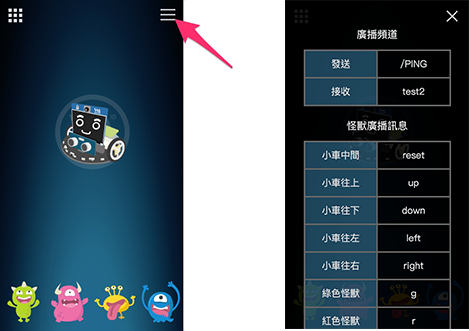 廣播頻道
發送 /PING
接收 test2
怪獸廣播訊息
小車中間 reset
小車往上 up
小車往下 down
小車往左 left
小車往右 right
綠色怪獸 g
紅色怪獸 r